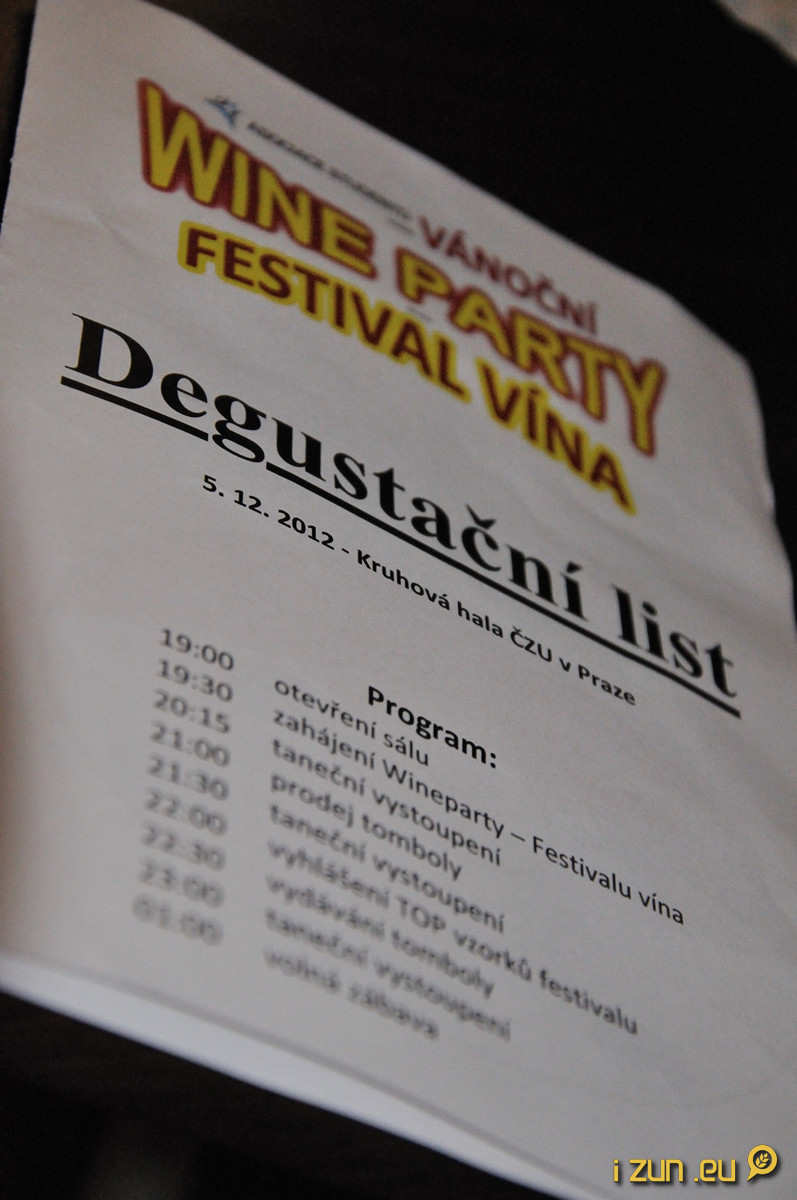 ASOCIACE STUDENTŮ
VÁNOČNÍ
WINE PARTY
FESTIVAL VÍNA
Degustační list
5. 12. 2012 - Kruhová hala ČZU v Praze
Program:
19:00 otevření sálu
19:30 zahájení Wineparty – Festivalu vína
20:15 taneční vystoupení
21:00 prodej tomboly
21:30 taneční vystoupení
22:00 vyhlášení TOP vzorků festivalu
22:30 vydávání tomboly
23:00 taneční vystoupení
01.00 volná zábava
i zun .eu